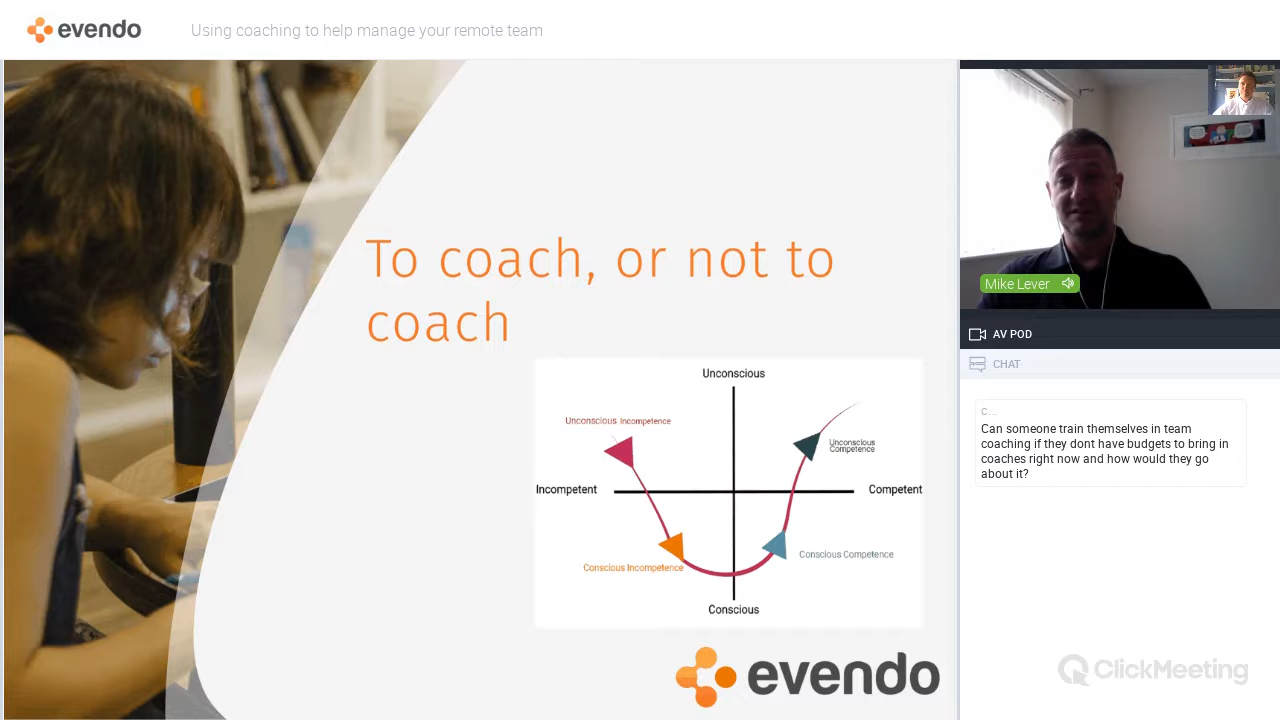 evendo
Using coaching to help manage your remote team
To coach, or not to
coach
Unconscious
Unconscious Incompetence
Unconscious
Competence
Incompetent
Competent
Conscious Competence
Conscious Incompetence
Conscious
evendo
Mike Lever
AV POD
CHAT
C...
Can someone train themselves in team
coaching if they dont have budgets to bring in
coaches right now and how would they go
about it?
ClickMeeting